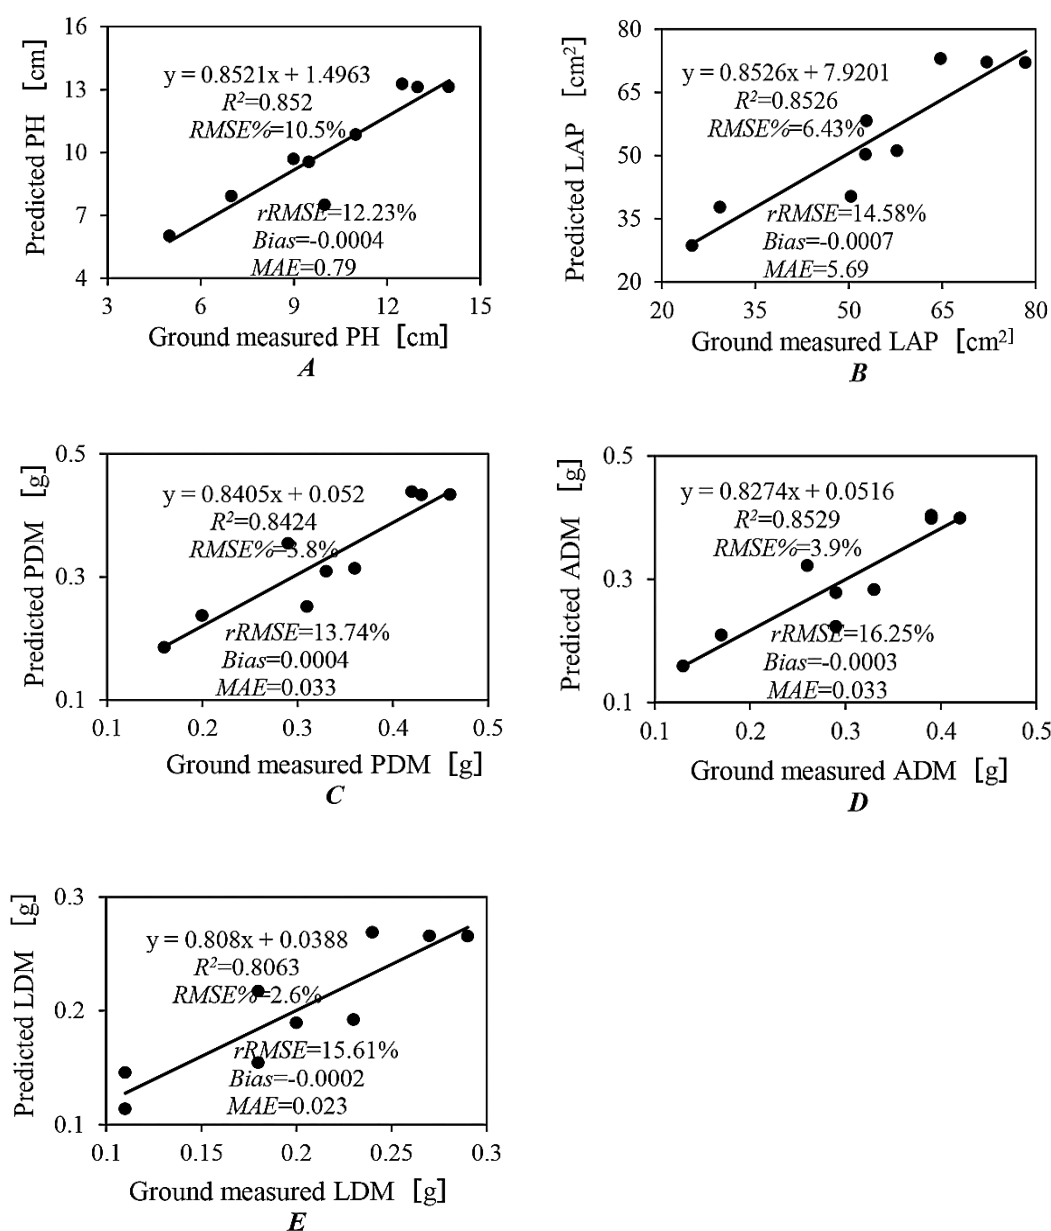 16
13
10
7
4
Predicted PH [cm]
y = 0.8521x + 1.4963
R²=0.852
RMSE%=10.5%
rRMSE=12.23%
Bias=-0.0004
MAE=0.79
3 6 9 12 15
Ground measured PH [cm]
A
80
65
50
35
20
Predicted LAP [cm²]
y = 0.8526x + 7.9201
R²=0.8526
RMSE%=6.43%
rRMSE=14.58%
Bias=-0.0007
MAE=5.69
20 35 50 65 80
Ground measured LAP [cm²]
B
0.5
0.3
0.1
Predicted PDM [g]
y = 0.8405x + 0.052
R²=0.8424
RMSE%=3.8%
rRMSE=13.74%
Bias=0.0004
MAE=0.033
0.1 0.2 0.3 0.4 0.5
Ground measured PDM [g]
C
0.5
0.3
0.1
Predicted ADM [g]
y = 0.8274x + 0.0516
R²=0.8529
RMSE%=3.9%
rRMSE=16.25%
Bias=-0.0003
MAE=0.033
0.1 0.2 0.3 0.4 0.5
Ground measured ADM [g]
D
0.3
0.2
0.1
Predicted LDM [g]
y = 0.808x + 0.0388
R²=0.8063
RMSE%=2.6%
rRMSE=15.61%
Bias=-0.0002
MAE=0.023
0.1 0.15 0.2 0.25 0.3
Ground measured LDM [g]
E